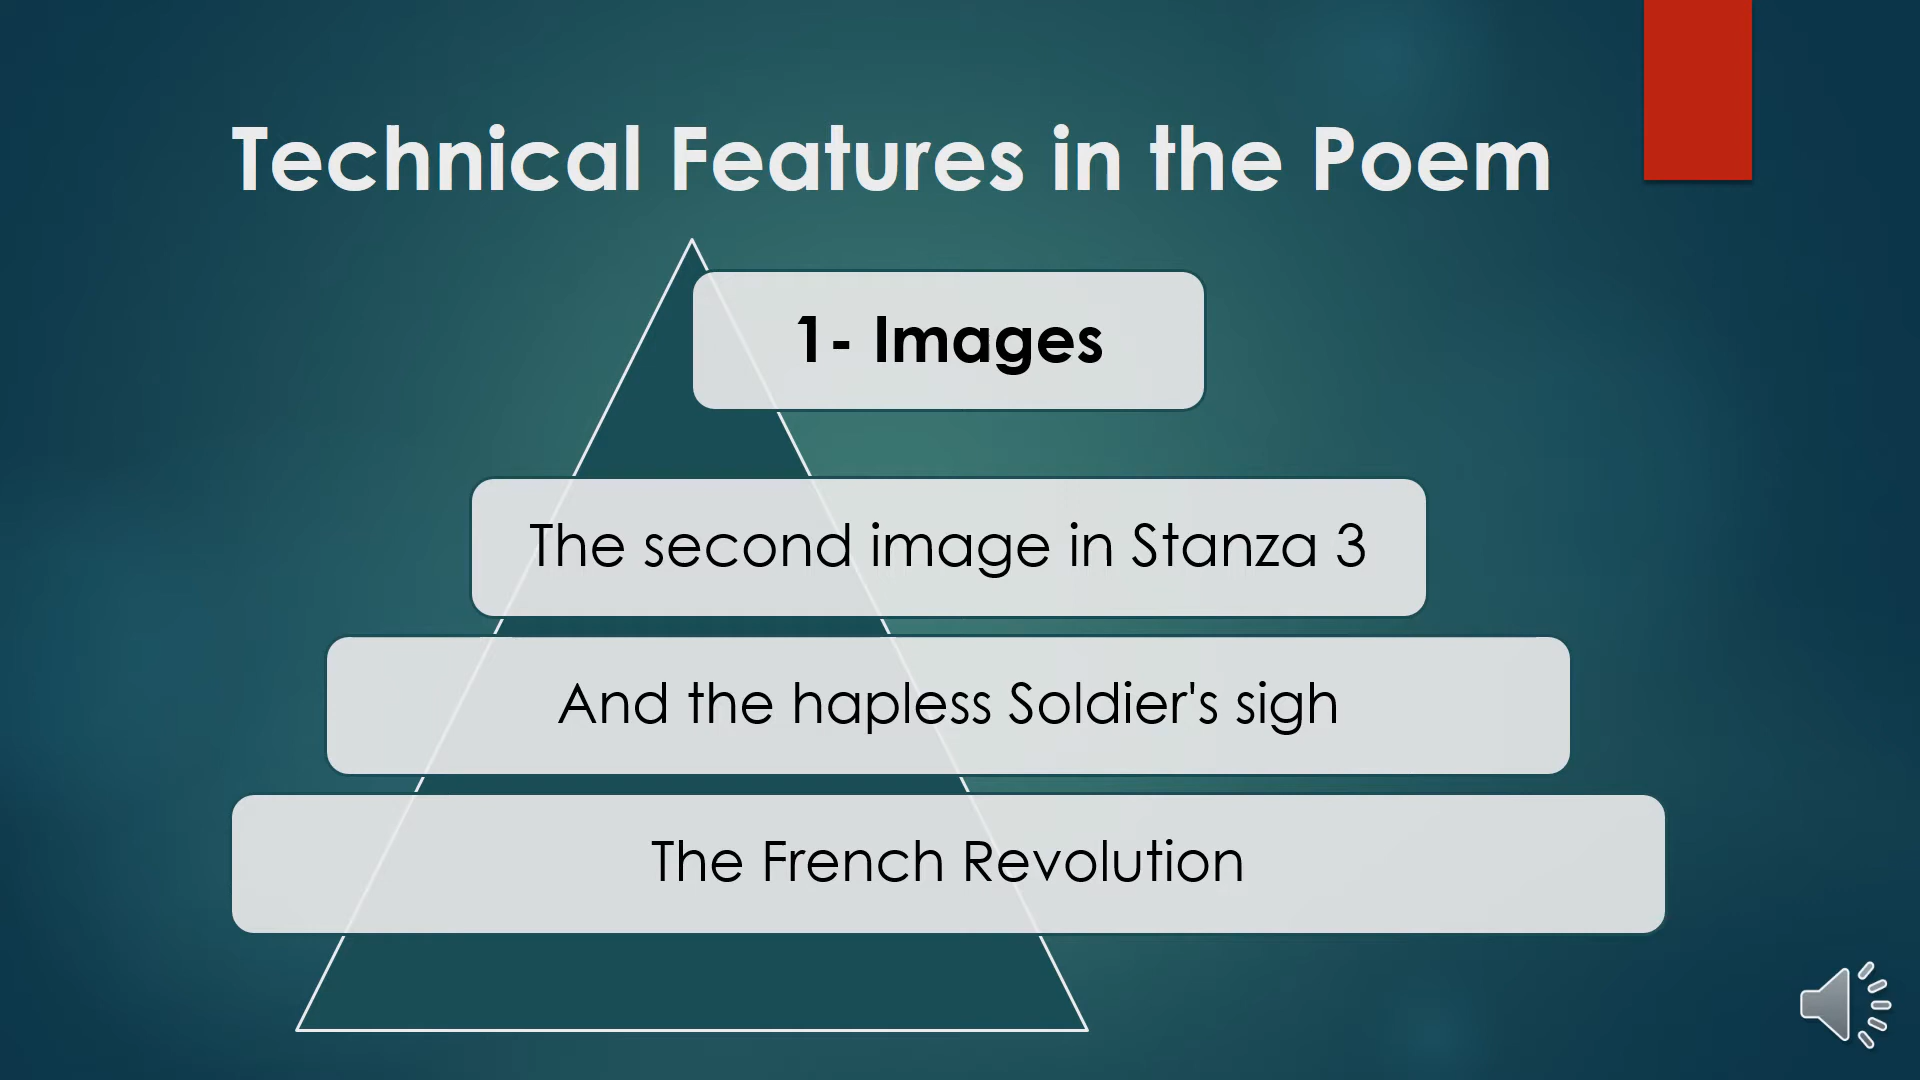 Technical Features in the Poem
1- Images
The second image in Stanza 3
And the hapless Soldier's sigh
The French Revolution